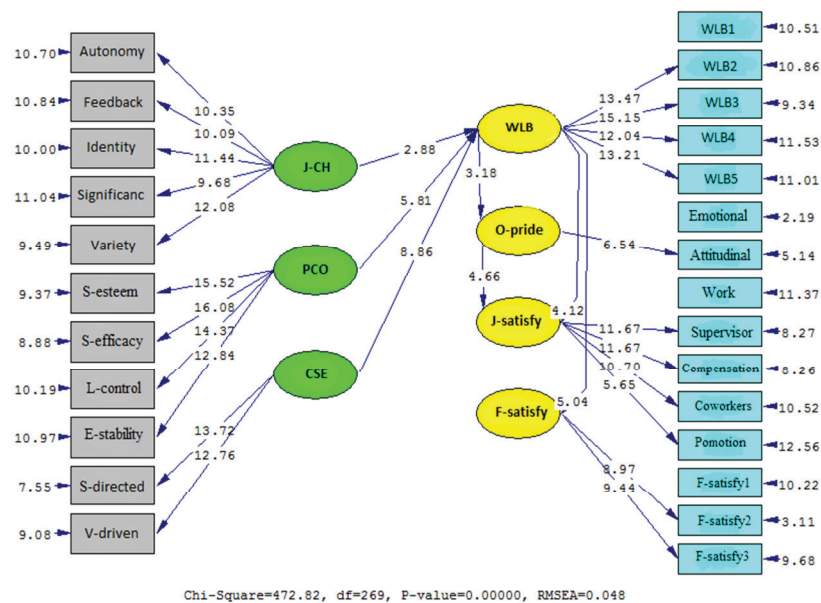 10.70 Autonomy
10.84 Feedback
10.00 Identity
11.04 Significanc
9.49 Variety
9.37 S-esteem
8.88 S-efficacy
10.19 L-control
10.97 E-stability
7.55 S-directed
9.08 V-driven
10.35
10.09
11.44
9.68
12.08
15.52
16.08
14.37
12.84
13.72
12.76
J-CH
PCO
CSE
2.88
5.81
8.86
WLB
3.18
O-pride
4.66
J-satisfy
F-satisfy
4.12
5.04
13.47
15.15
12.04
13.21
6.54
11.67
11.67
10.70
5.65
8.97
9.44
WLB1 10.51
WLB2 10.86
WLB3 9.34
WLB4 11.53
WLB5 11.01
Emotional 2.19
Attitudinal 5.14
Work 11.37
Supervisor 8.27
Compensation 8.26
Coworkers 10.52
Pomotion 12.56
F-satisfy1 10.22
F-satisfy2 3.11
F-satisfy3 9.68
Chi-Square=472.82, df=269, P-value=0.00000, RMSEA=0.048